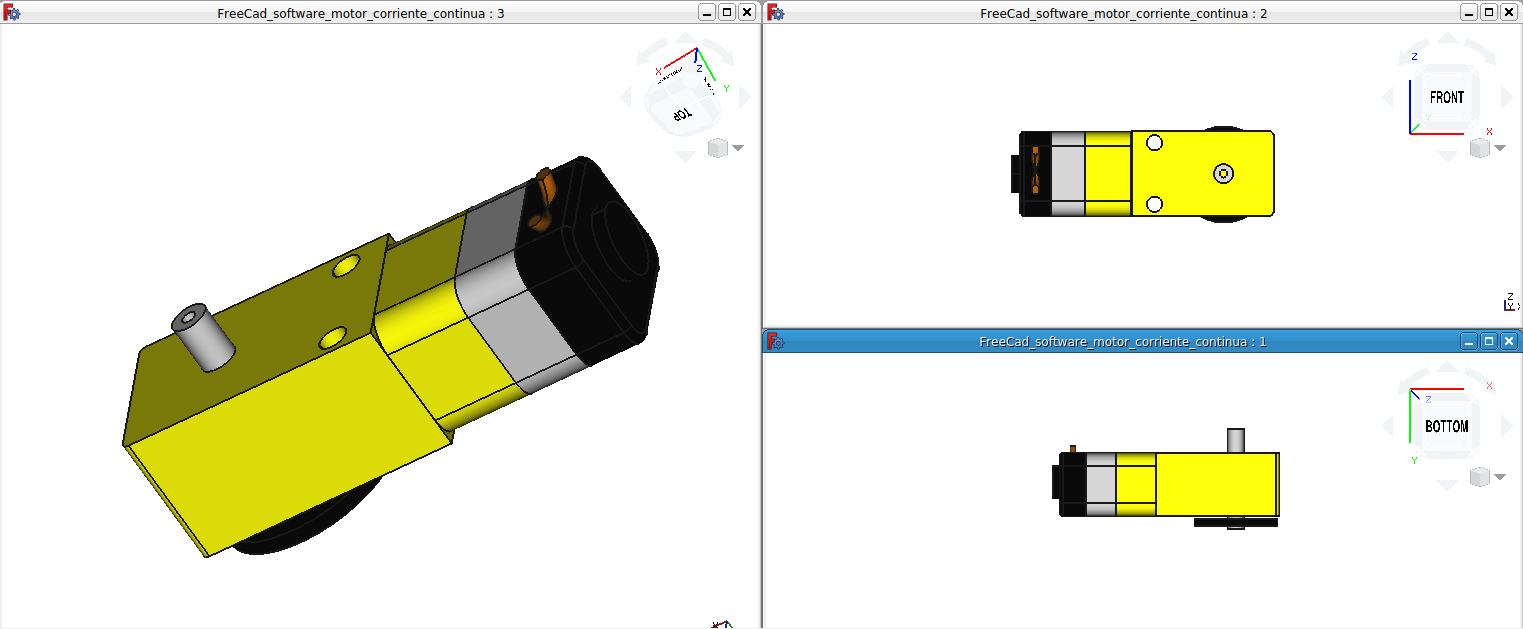 FreeCad_software_motor_corriente_continua : 3
X
Z
Y
TOP
FreeCad_software_motor_corriente_continua : 2
Z
FRONT
Y
X
Z
Y
FreeCad_software_motor_corriente_continua : 1
X
Z
BOTTOM
Y